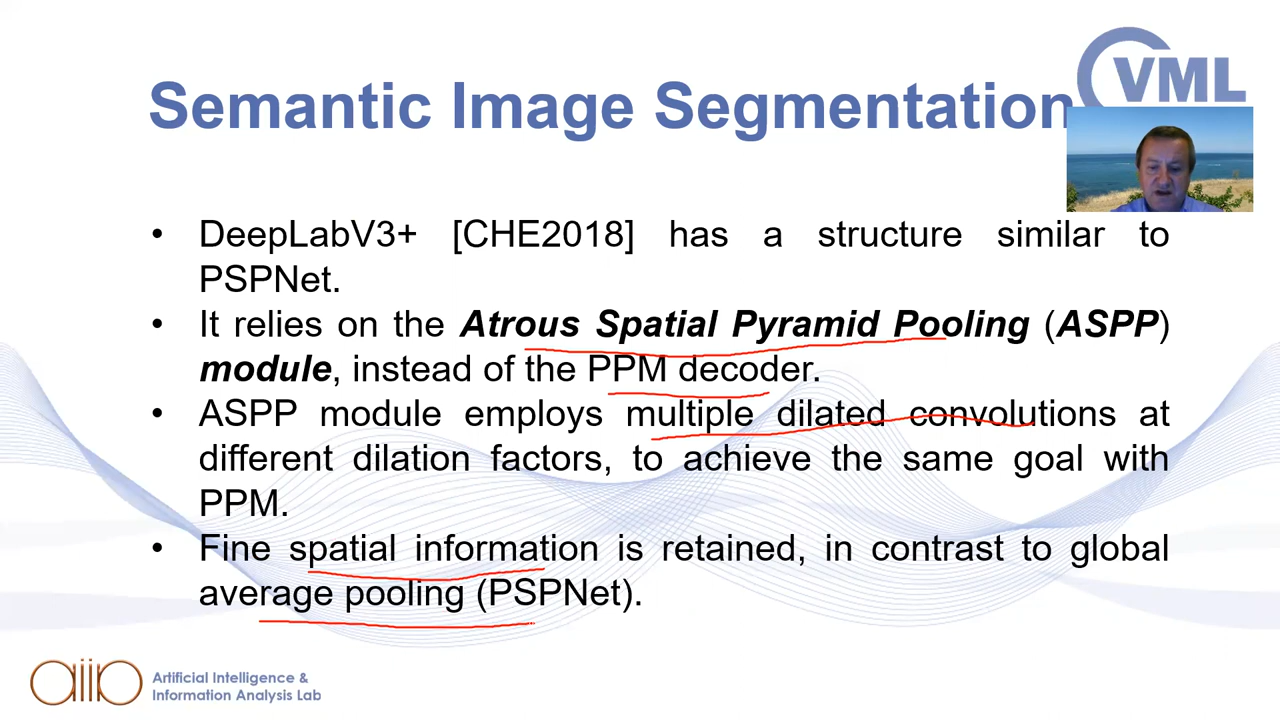 VML
Semantic Image Segmentation
• DeepLabV3+ [CHE2018] has a structure similar to
PSPNet.
• It relies on the Atrous Spatial Pyramid Pooling (ASPP)
module, instead of the PPM decoder.
• ASPP module employs multiple dilated convolutions at
different dilation factors, to achieve the same goal with
PPM.
• Fine spatial information is retained, in contrast to global
average pooling (PSPNet).
aiia Artificial Intelligence &
Information Analysis Lab